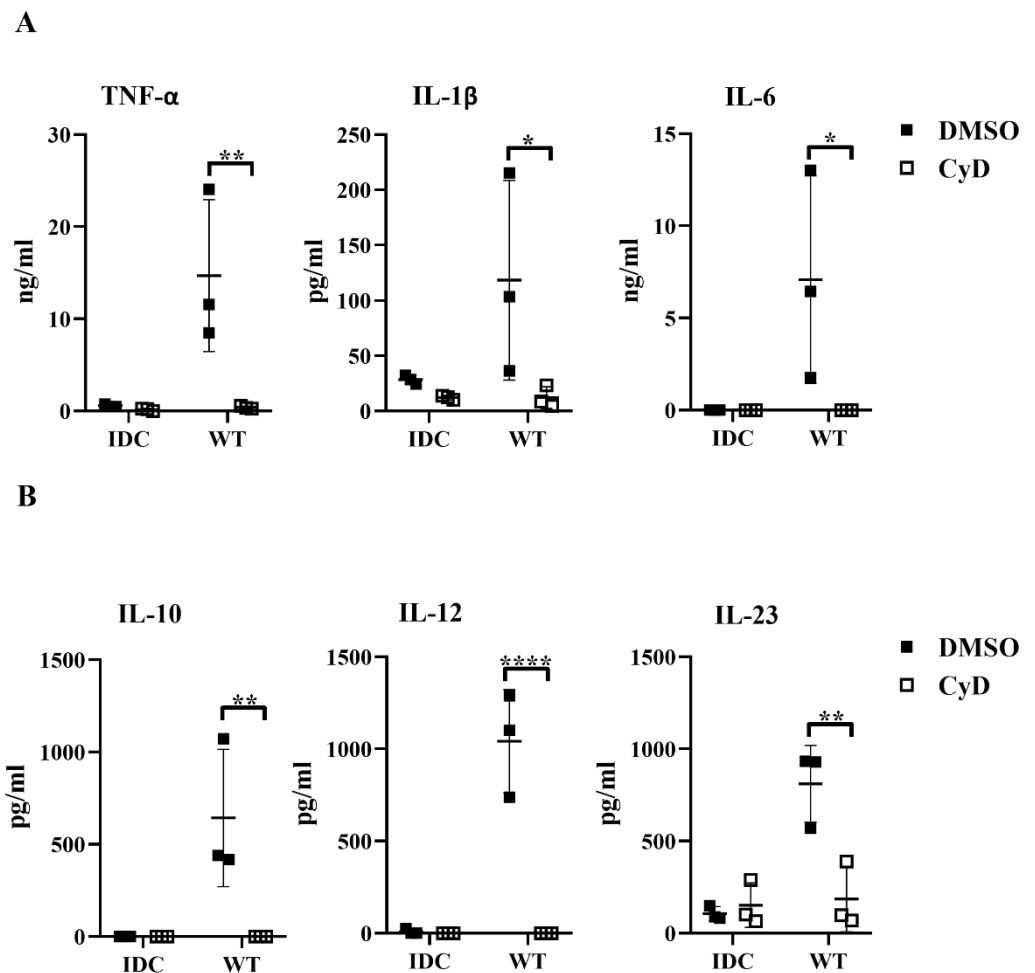 A
TNF-α IL-1β IL-6
30 250 15 ■ DMSO
** * * □ CyD
200
20 10
150
ng/ml pg/ml ng/ml
100
10 5
50
0 0 0
IDC WT IDC WT IDC WT
B
IL-10 IL-12 IL-23
1500 1500 1500 ■ DMSO
** **** ** □ CyD
1000 1000 1000
pg/ml pg/ml pg/ml
500 500 500
0 0 0
IDC WT IDC WT IDC WT